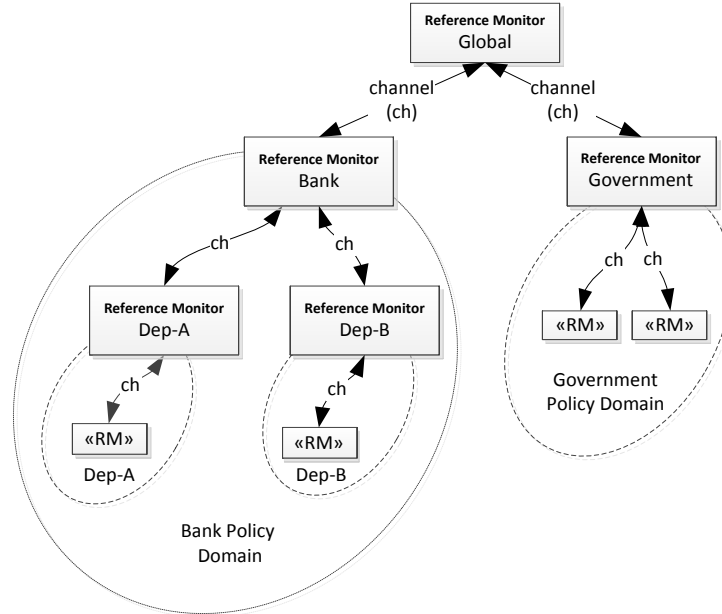 Reference Monitor
Global
channel
(ch)
channel
(ch)
Reference Monitor
Bank
Reference Monitor
Government
ch
ch
ch
ch
Reference Monitor
Dep-A
Reference Monitor
Dep-B
«RM»
«RM»
ch
ch
Government
Policy Domain
«RM»
«RM»
Dep-A
Dep-B
Bank Policy
Domain